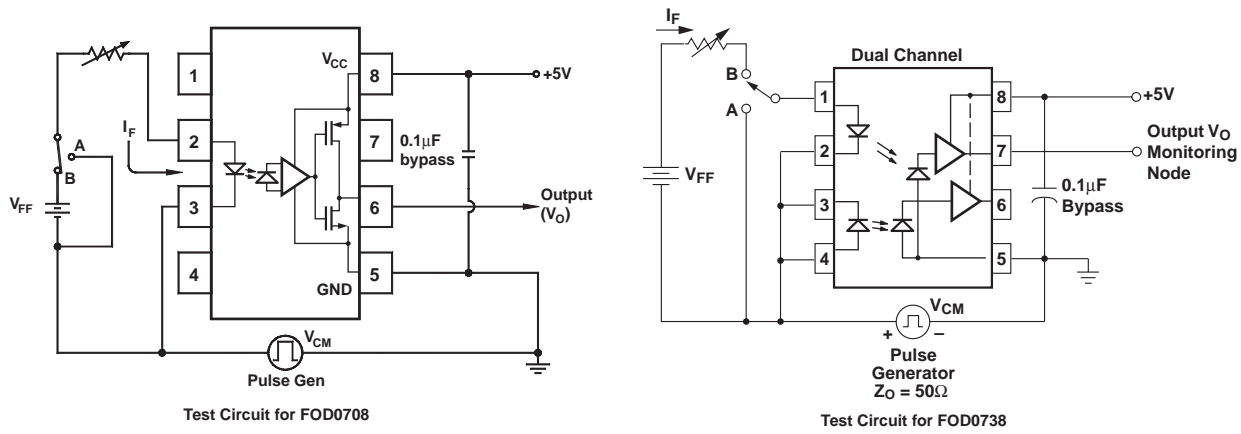 1
V_CC
8
+5V
I_F
2
7
0.1μF
bypass
A
B
V_FF
3
6
Output
(V_O)
4
5
GND
V_CM
Pulse Gen
Test Circuit for FOD0708
I_F
Dual Channel
B
A
1
8
+5V
2
7
Output V_O
Monitoring
Node
V_FF
3
6
0.1μF
Bypass
4
5
V_CM
+
–
Pulse
Generator
Z_O = 50Ω
Test Circuit for FOD0738